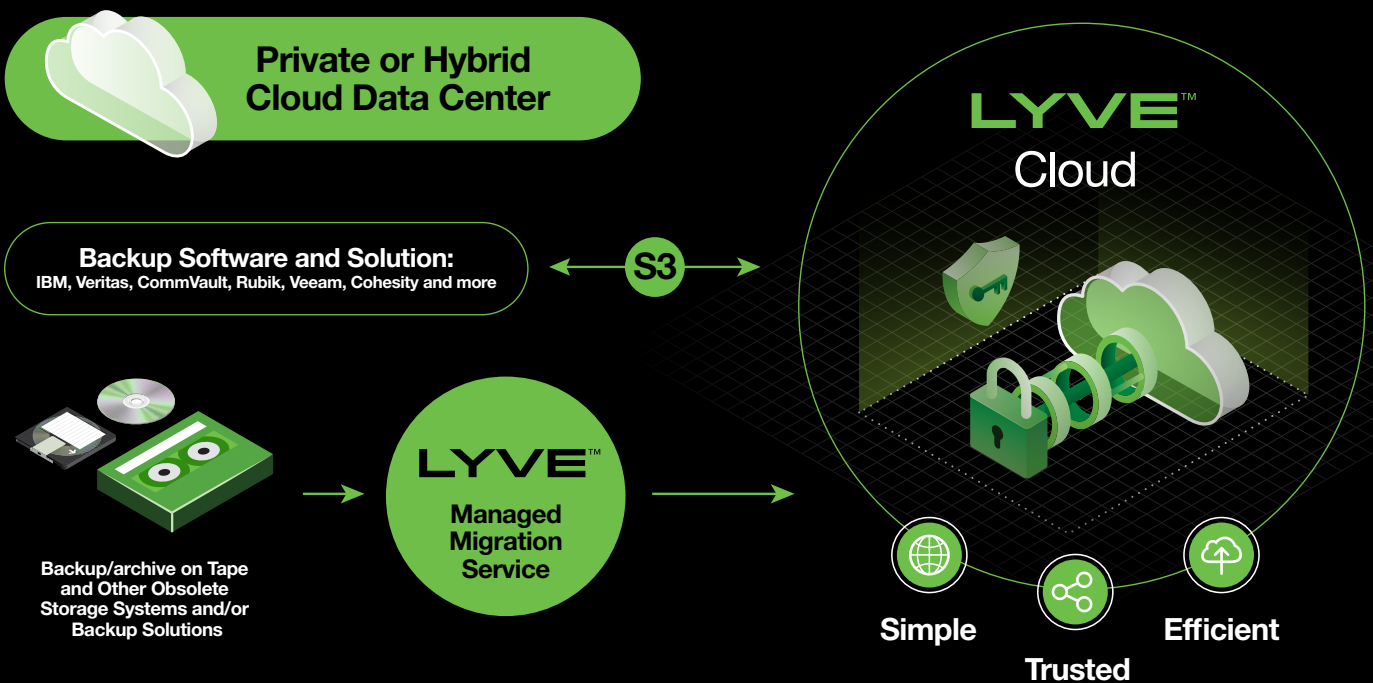 Private or Hybrid
Cloud Data Center
LYVE™
Cloud
Backup Software and Solution:
IBM, Veritas, CommVault, Rubik, Veeam, Cohesity and more
S3
LYVE™
Managed
Migration
Service
Backup/archive on Tape
and Other Obsolete
Storage Systems and/or
Backup Solutions
Simple
Trusted
Efficient